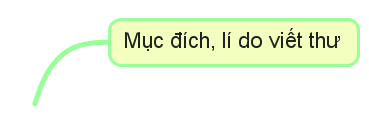 Mục đích, lí do viết thư